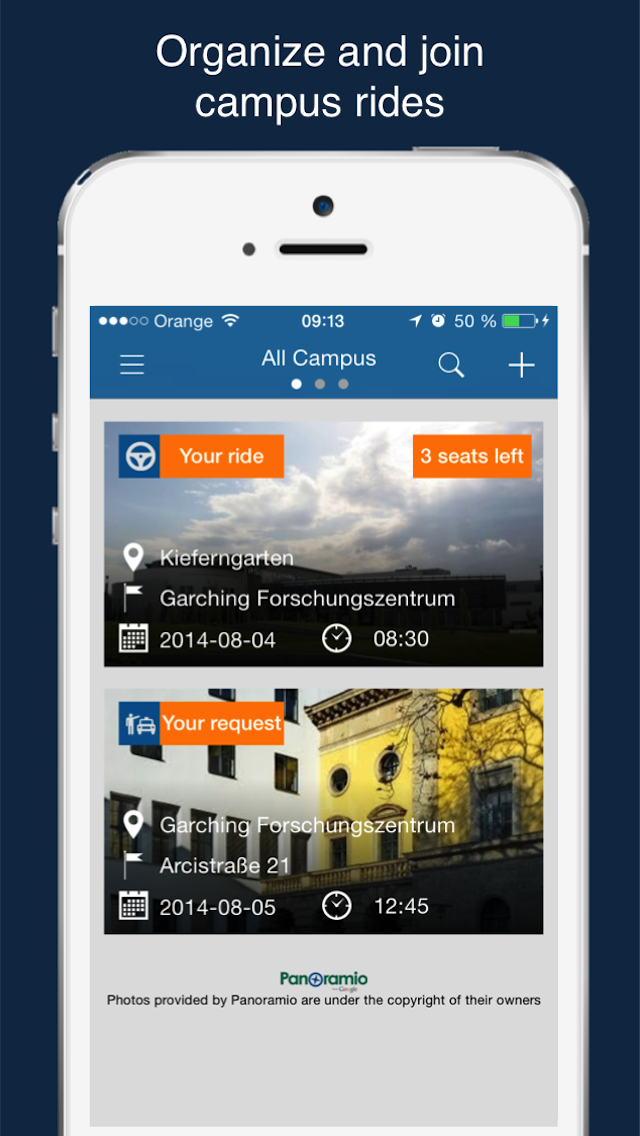 Organize and join
campus rides
Orange 09:13 50 %
All Campus
Your ride 3 seats left
Kieferngarten
Garching Forschungszentrum
2014-08-04 08:30
Your request
Garching Forschungszentrum
Arcistraße 21
2014-08-05 12:45
Panoramio
Google
Photos provided by Panoramio are under the copyright of their owners